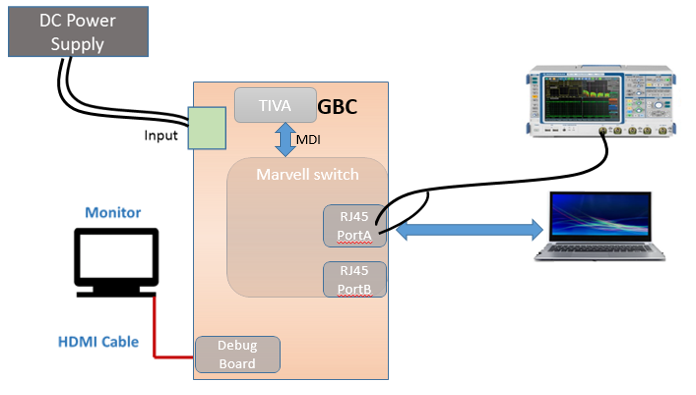 DC Power
Supply
TIVA
GBC
Input
MDI
Marvell switch
Monitor
RJ45
PortA
RJ45
PortB
HDMI Cable
Debug
Board